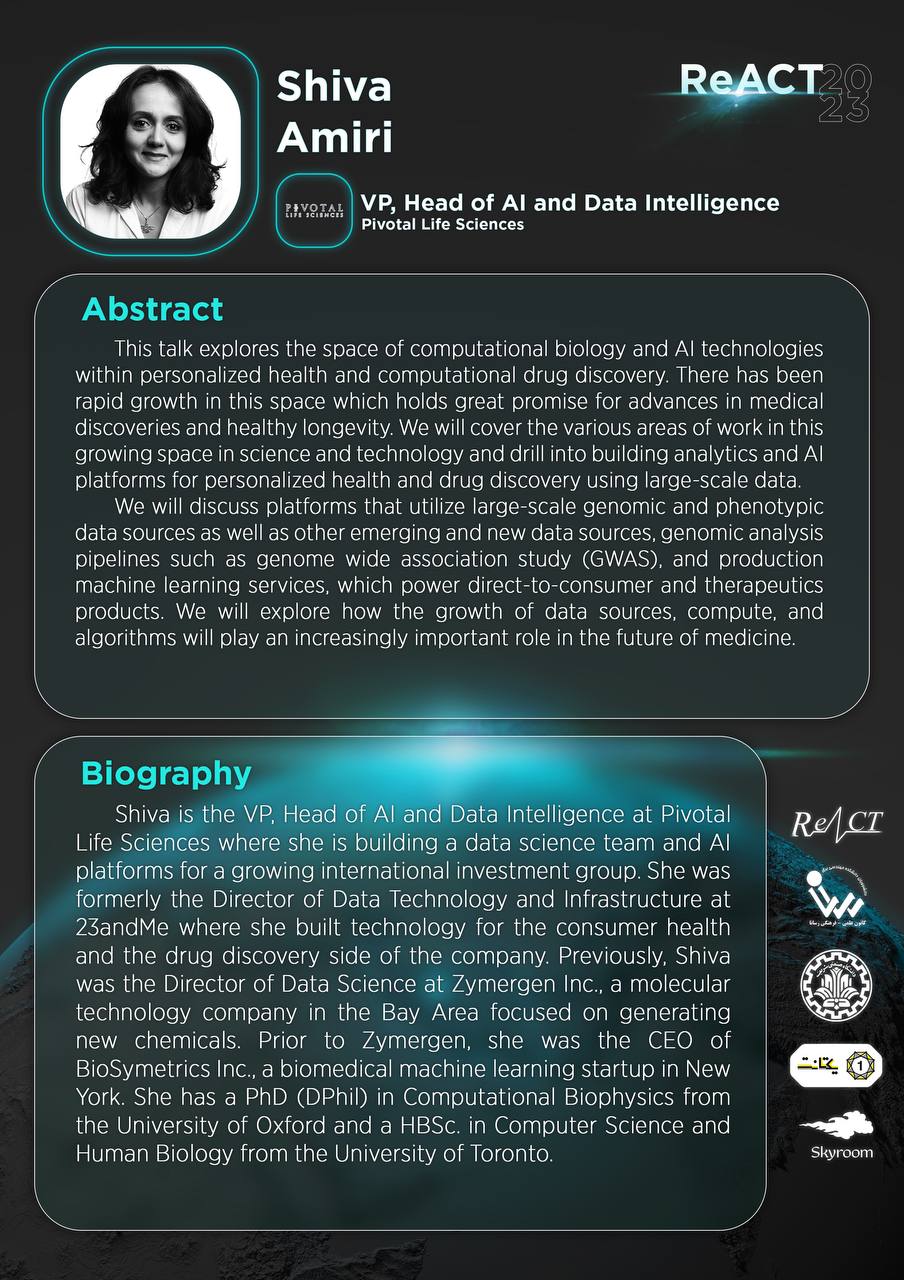 Shiva
Amiri
ReACT
20
23
PIVOTAL
LIFE SCIENCES
VP, Head of AI and Data Intelligence
Pivotal Life Sciences
Abstract
This talk explores the space of computational biology and AI technologies
within personalized health and computational drug discovery. There has been
rapid growth in this space which holds great promise for advances in medical
discoveries and healthy longevity. We will cover the various areas of work in this
growing space in science and technology and drill into building analytics and AI
platforms for personalized health and drug discovery using large-scale data.
We will discuss platforms that utilize large-scale genomic and phenotypic
data sources as well as other emerging and new data sources, genomic analysis
pipelines such as genome wide association study (GWAS), and production
machine learning services, which power direct-to-consumer and therapeutics
products. We will explore how the growth of data sources, compute, and
algorithms will play an increasingly important role in the future of medicine.
Biography
Shiva is the VP, Head of AI and Data Intelligence at Pivotal
Life Sciences where she is building a data science team and AI
platforms for a growing international investment group. She was
formerly the Director of Data Technology and Infrastructure at
23andMe where she built technology for the consumer health
and the drug discovery side of the company. Previously, Shiva
was the Director of Data Science at Zymergen Inc., a molecular
technology company in the Bay Area focused on generating
new chemicals. Prior to Zymergen, she was the CEO of
BioSymetrics Inc., a biomedical machine learning startup in New
York. She has a PhD (DPhil) in Computational Biophysics from
the University of Oxford and a HBSc. in Computer Science and
Human Biology from the University of Toronto.
ReACT
کانون علمی - فرهنگی رسانا
یکتانت
1
Skyroom